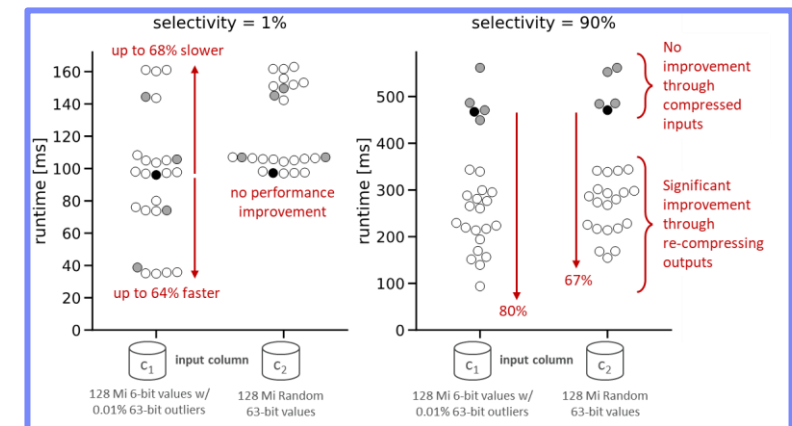 selectivity = 1%
up to 68% slower
160
140
120
100
80
60
40
20
0
runtime [ms]
no performance
improvement
up to 64% faster
C1
input column
C2
128 Mi 6-bit values w/
0.01% 63-bit outliers
128 Mi Random
63-bit values
selectivity = 90%
500
400
300
200
100
0
runtime [ms]
80%
67%
No
improvement
through
compressed
inputs
Significant
improvement
through
re-compressing
outputs
C1
input column
C2
128 Mi 6-bit values w/
0.01% 63-bit outliers
128 Mi Random
63-bit values